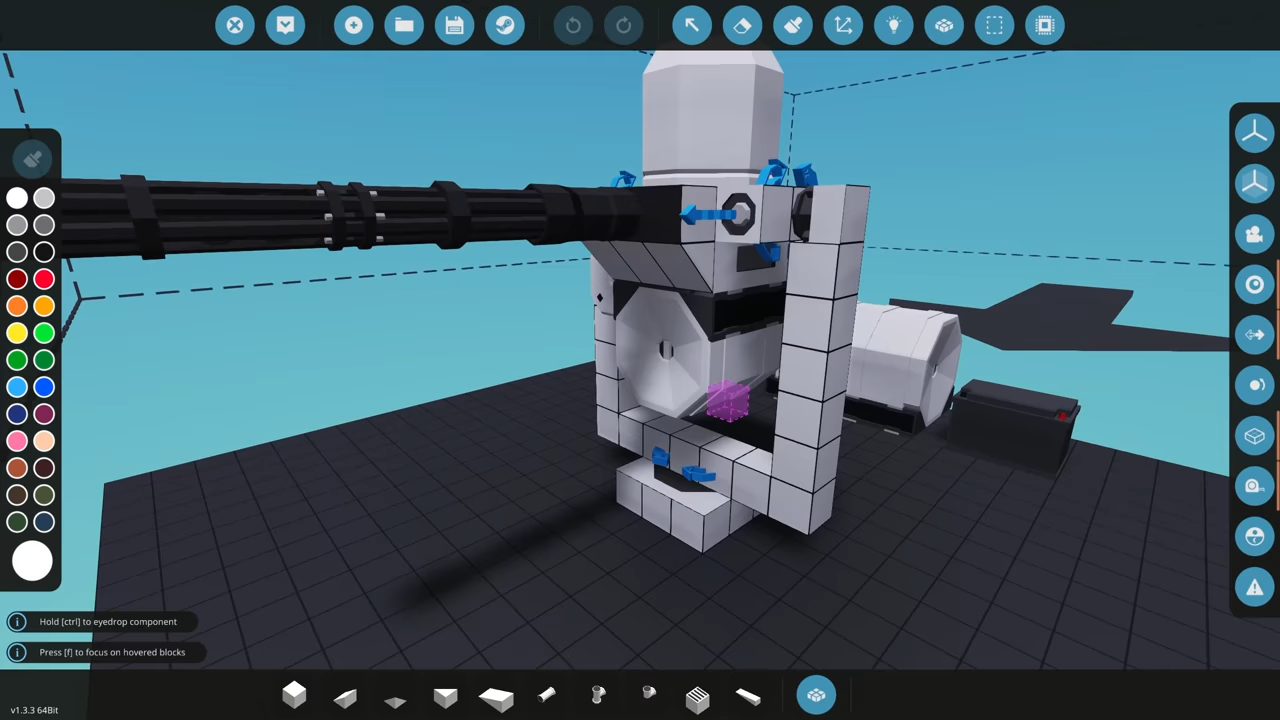 Hold [ctrl] to eyedrop component
Press [f] to focus on hovered blocks
v1.3.3 64Bit